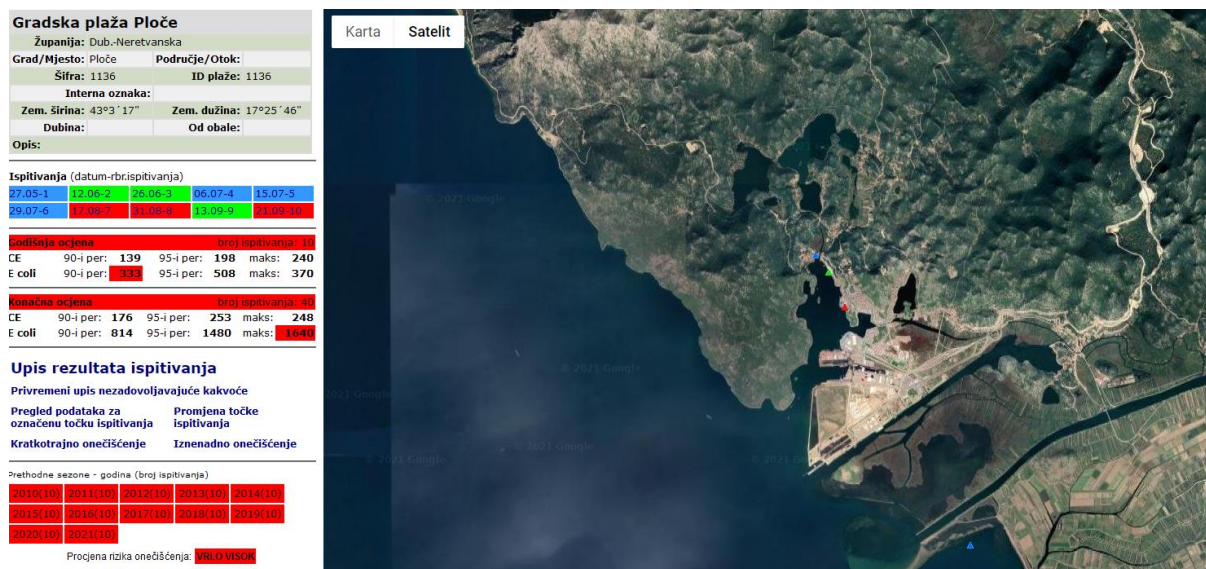 Gradska plaža Ploče
Županija: Dub.-Neretvanska
Grad/Mjesto: Ploče Područje/Otok:
Šifra: 1136 ID plaže: 1136
Interna oznaka:
Zem. širina: 43º3´17" Zem. dužina: 17º25´46"
Dubina: Od obale:
Opis:
Ispitivanja (datum-rbr.ispitivanja)
27.05-1 12.06-2 26.06-3 06.07-4 15.07-5
29.07-6 17.08-7 31.08-8 13.09-9 21.09-10
Godišnja ocjena broj ispitivanja: 10
CE 90-i per: 139 95-i per: 198 maks: 240
E coli 90-i per: 333 95-i per: 508 maks: 370
Konačna ocjena broj ispitivanja: 40
CE 90-i per: 176 95-i per: 253 maks: 248
E coli 90-i per: 814 95-i per: 1480 maks: 1640
Upis rezultata ispitivanja
Privremeni upis nezadovoljavajuće kakvoće
Pregled podataka za označenu točku ispitivanja
Promjena točke ispitivanja
Kratkotrajno onečišćenje Iznenadno onečišćenje
Prethodne sezone - godina (broj ispitivanja)
2010(10) 2011(10) 2012(10) 2013(10) 2014(10)
2015(10) 2016(10) 2017(10) 2018(10) 2019(10)
2020(10) 2021(10)
Procjena rizika onečišćenja: VRLO VISOK
Karta Satelit
© 2021 Google
© 2021 Google
2021 Google
© 2021 Google
© 2021 Google